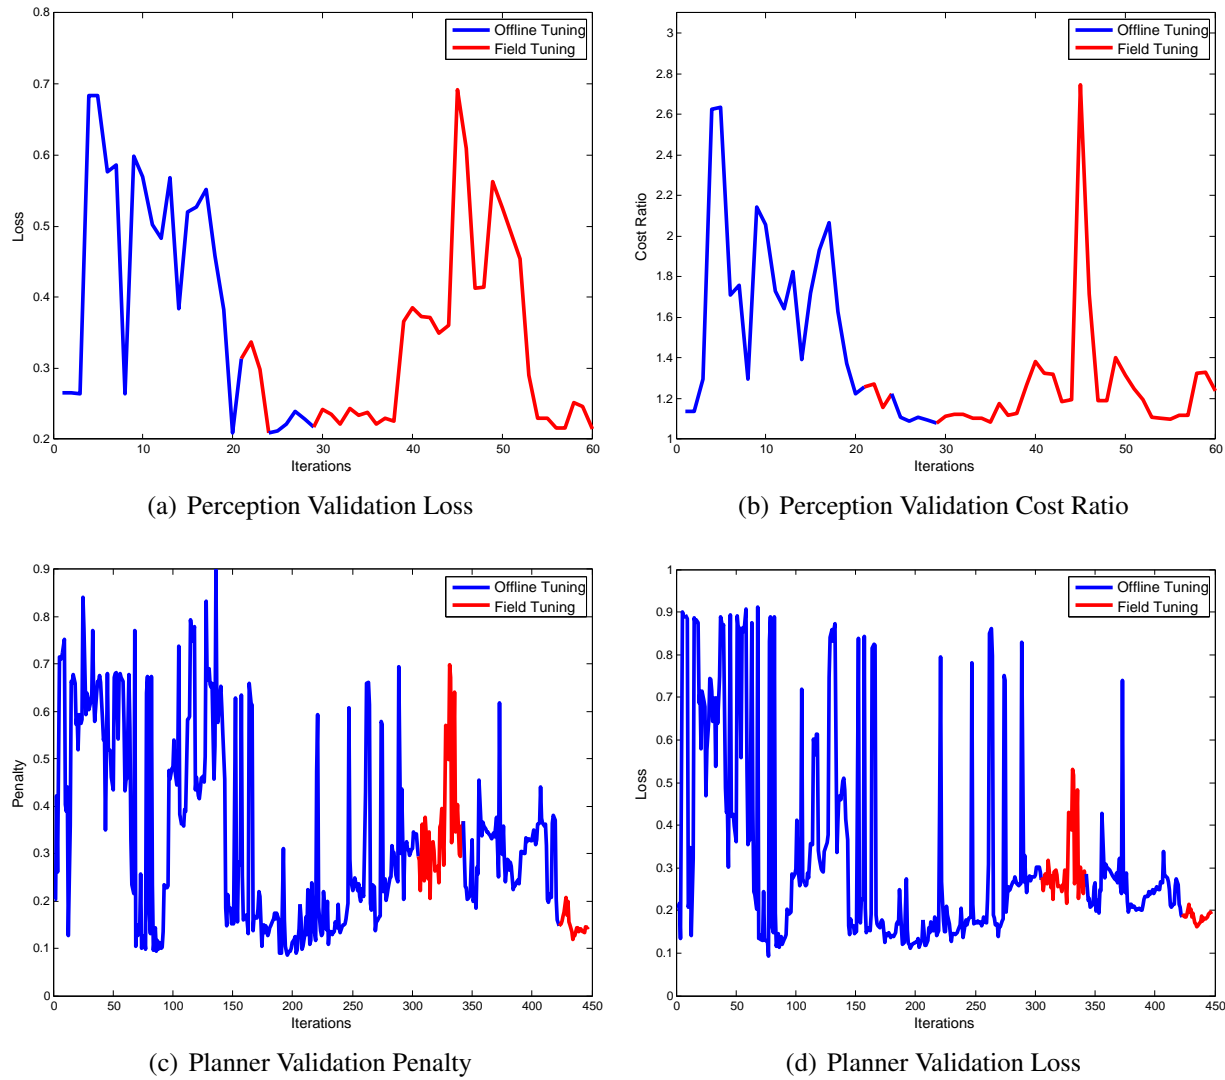 0.8
0.7
0.6
0.5
0.4
0.3
0.2
0 10 20 30 40 50 60
Loss
Iterations
Offline Tuning
Field Tuning
(a) Perception Validation Loss
3
2.8
2.6
2.4
2.2
2
1.8
1.6
1.4
1.2
1
0 10 20 30 40 50 60
Cost Ratio
Iterations
Offline Tuning
Field Tuning
(b) Perception Validation Cost Ratio
0.9
0.8
0.7
0.6
0.5
0.4
0.3
0.2
0.1
0
0 50 100 150 200 250 300 350 400 450
Penalty
Iterations
Offline Tuning
Field Tuning
(c) Planner Validation Penalty
1
0.9
0.8
0.7
0.6
0.5
0.4
0.3
0.2
0.1
0
0 50 100 150 200 250 300 350 400 450
Loss
Iterations
Offline Tuning
Field Tuning
(d) Planner Validation Loss